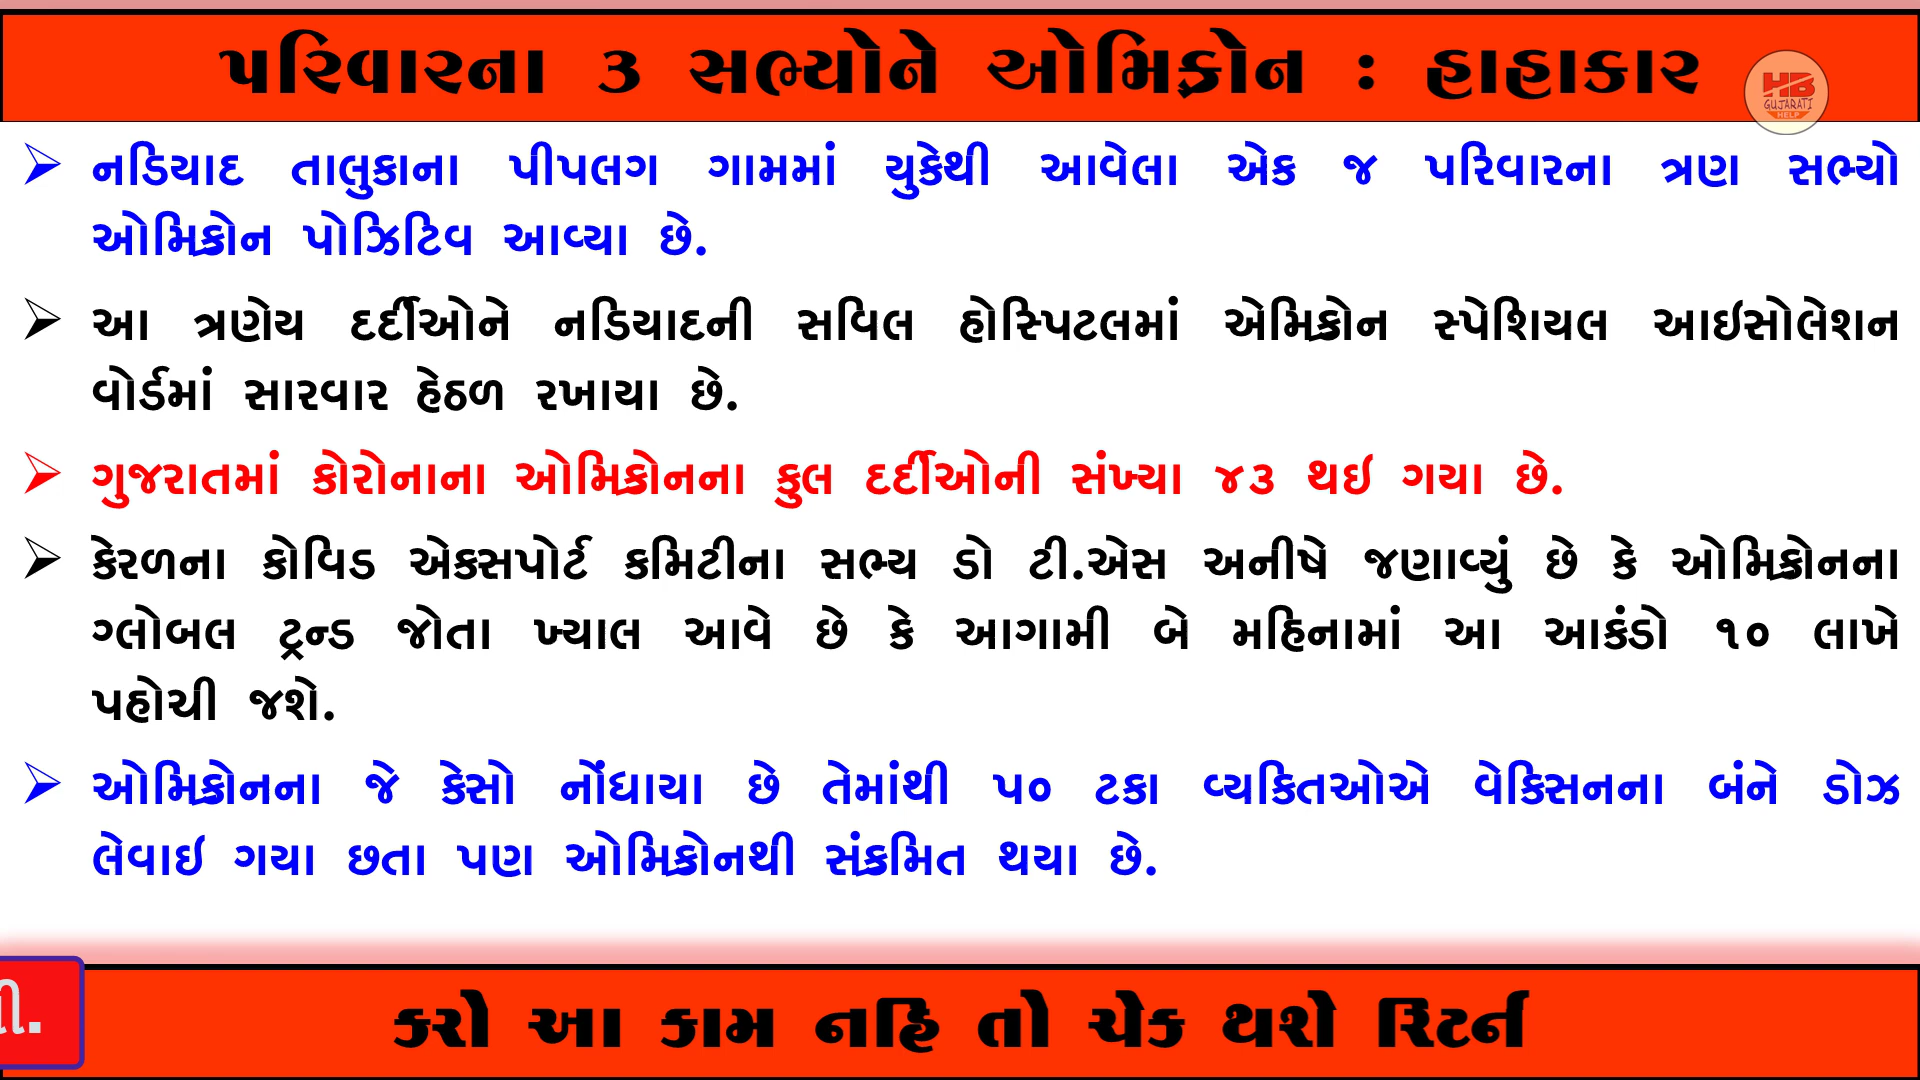 પરિવારના ૩ સભ્યોને ઓમિક્રોન : હાહાકાર
HB
GUJARATI
HELP
નડિયાદ તાલુકાના પીપલગ ગામમાં યુકેથી આવેલા એક જ પરિવારના ત્રણ સભ્યો
ઓમિક્રોન પોઝિટિવ આવ્યા છે.
આ ત્રણેય દર્દીઓને નડિયાદની સવિલ હોસ્પિટલમાં એમિક્રોન સ્પેશિયલ આઈસોલેશન
વોર્ડમાં સારવાર હેઠળ રખાયા છે.
ગુજરાતમાં કોરોનાના ઓમિક્રોનના કુલ દર્દીઓની સંખ્યા ૪૩ થઈ ગયા છે.
કેરળના કોવિડ એક્સપોર્ટ કમિટીના સભ્ય ડો ટી.એસ અનીષે જણાવ્યું છે કે ઓમિક્રોનના
ગ્લોબલ ટ્રન્ડ જોતા ખ્યાલ આવે છે કે આગામી બે મહિનામાં આ આકંડો ૧૦ લાખે
પહોચી જશે.
ઓમિક્રોનના જે કેસો નોંધાયા છે તેમાંથી ૫૦ ટકા વ્યકિતઓએ વેકિસનના બંને ડોઝ
લેવાઈ ગયા છતા પણ ઓમિક્રોનથી સંક્રમિત થયા છે.
કરો આ કામ નહિ તો ચેક થશે રિટર્ન